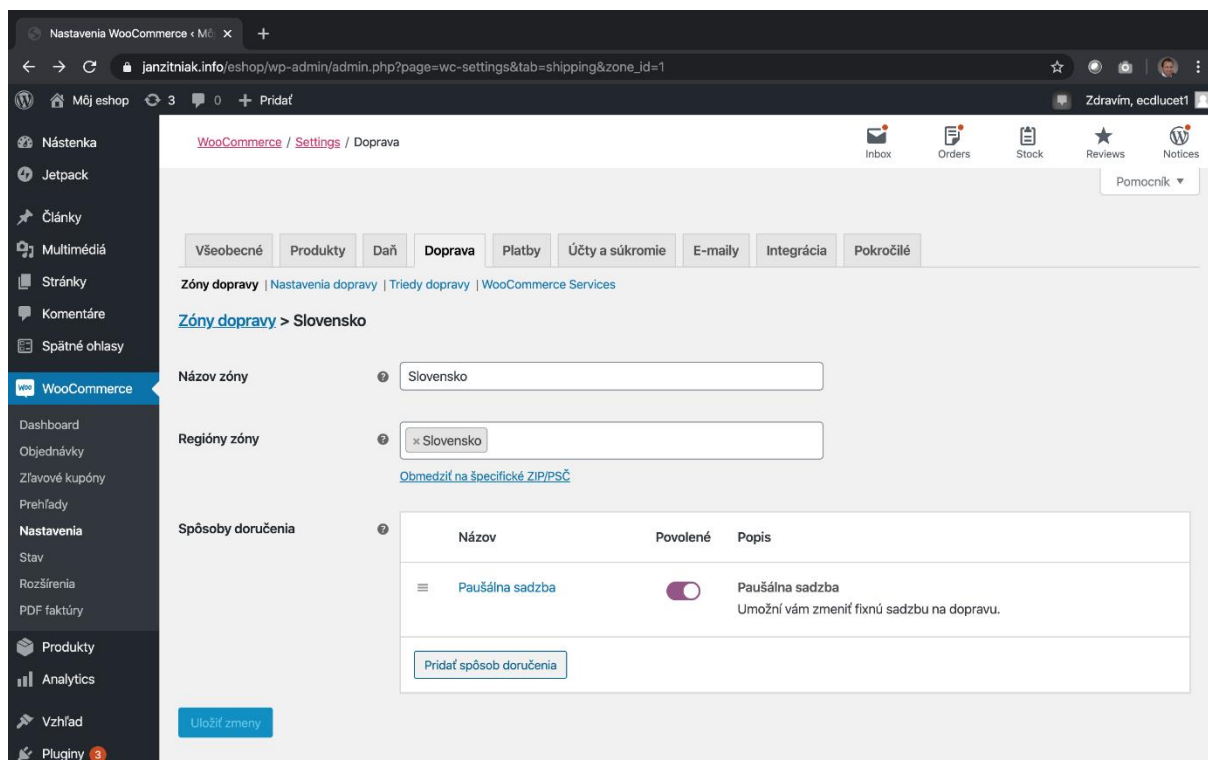 Nastavenia WooCommerce ‹ Môj
janzitniak.info/eshop/wp-admin/admin.php?page=wc-settings&tab=shipping&zone_id=1
Môj eshop 3 0 + Pridať Zdravím, ecdlucet1
Nástenka
Jetpack
Články
Multimédiá
Stránky
Komentáre
Spätné ohlasy
WooCommerce
Dashboard
Objednávky
Zľavové kupóny
Prehľady
Nastavenia
Stav
Rozšírenia
PDF faktúry
Produkty
Analytics
Vzhľad
Pluginy 3
WooCommerce / Settings / Doprava
Inbox Orders Stock Reviews Notices
Pomocník
Všeobecné Produkty Daň Doprava Platby Účty a súkromie E-maily Integrácia Pokročilé
Zóny dopravy | Nastavenia dopravy | Triedy dopravy | WooCommerce Services
Zóny dopravy > Slovensko
Názov zóny Slovensko
Regióny zóny × Slovensko
Obmedziť na špecifické ZIP/PSČ
Spôsoby doručenia
Názov Povolené Popis
Paušálna sadzba Paušálna sadzba
Umožní vám zmeniť fixnú sadzbu na dopravu.
Pridať spôsob doručenia
Uložiť zmeny